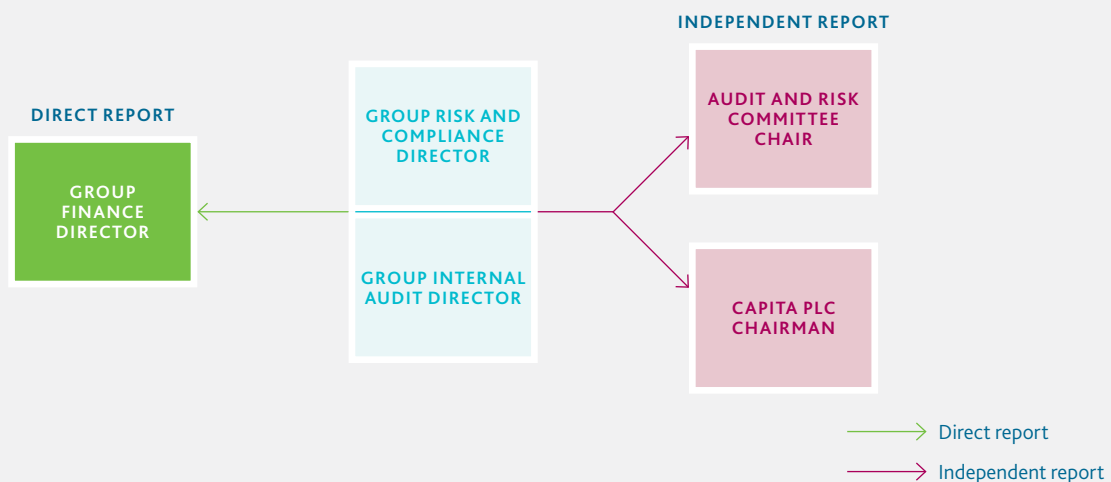 DIRECT REPORT
GROUP
FINANCE
DIRECTOR
GROUP RISK AND
COMPLIANCE
DIRECTOR
GROUP INTERNAL
AUDIT DIRECTOR
INDEPENDENT REPORT
AUDIT AND RISK
COMMITTEE
CHAIR
CAPITA PLC
CHAIRMAN
Direct report
Independent report